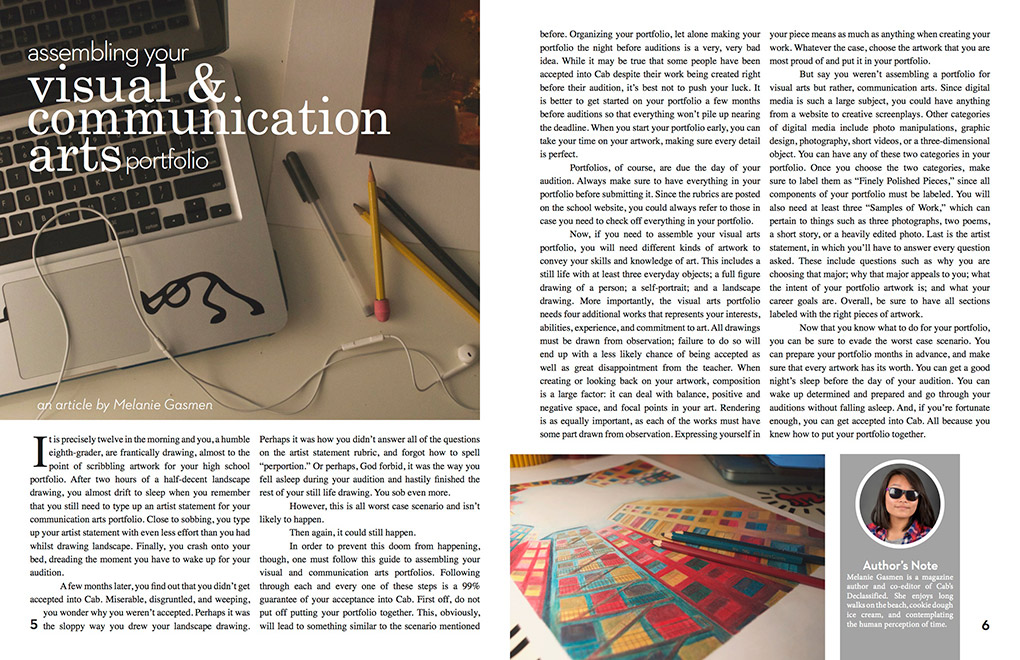 assembling your
visual &
communication
arts portfolio
an article by Melanie Gasmen
It is precisely twelve in the morning and you, a humble
eighth-grader, are frantically drawing, almost to the
point of scribbling artwork for your high school
portfolio. After two hours of a half-decent landscape
drawing, you almost drift to sleep when you remember
that you still need to type up an artist statement for your
communication arts portfolio. Close to sobbing, you type
up your artist statement with even less effort than you had
whilst drawing landscape. Finally, you crash onto your
bed, dreading the moment you have to wake up for your
audition.
A few months later, you find out that you didn't get
accepted into Cab. Miserable, disgruntled, and weeping,
you wonder why you weren't accepted. Perhaps it was
the sloppy way you drew your landscape drawing.
5
Perhaps it was how you didn't answer all of the questions
on the artist statement rubric, and forgot how to spell
"perportion." Or perhaps, God forbid, it was the way you
fell asleep during your audition and hastily finished the
rest of your still life drawing. You sob even more.
However, this is all worst case scenario and isn't
likely to happen.
Then again, it could still happen.
In order to prevent this doom from happening,
though, one must follow this guide to assembling your
visual and communication arts portfolios. Following
through each and every one of these steps is a 99%
guarantee of your acceptance into Cab. First off, do not
put off putting your portfolio together. This, obviously,
will lead to something similar to the scenario mentioned
before. Organizing your portfolio, let alone making your
portfolio the night before auditions is a very, very bad
idea. While it may be true that some people have been
accepted into Cab despite their work being created right
before their audition, it's best not to push your luck. It
is better to get started on your portfolio a few months
before auditions so that everything won't pile up nearing
the deadline. When you start your portfolio early, you can
take your time on your artwork, making sure every detail
is perfect.
Portfolios, of course, are due the day of your
audition. Always make sure to have everything in your
portfolio before submitting it. Since the rubrics are posted
on the school website, you could always refer to those in
case you need to check off everything in your portfolio.
Now, if you need to assemble your visual arts
portfolio, you will need different kinds of artwork to
convey your skills and knowledge of art. This includes a
still life with at least three everyday objects; a full figure
drawing of a person; a self-portrait; and a landscape
drawing. More importantly, the visual arts portfolio
needs four additional works that represents your interests,
abilities, experience, and commitment to art. All drawings
must be drawn from observation; failure to do so will
end up with a less likely chance of being accepted as
well as great disappointment from the teacher. When
creating or looking back on your artwork, composition
is a large factor: it can deal with balance, positive and
negative space, and focal points in your art. Rendering
is as equally important, as each of the works must have
some part drawn from observation. Expressing yourself in
your piece means as much as anything when creating your
work. Whatever the case, choose the artwork that you are
most proud of and put it in your portfolio.
But say you weren't assembling a portfolio for
visual arts but rather, communication arts. Since digital
media is such a large subject, you could have anything
from a website to creative screenplays. Other categories
of digital media include photo manipulations, graphic
design, photography, short videos, or a three-dimensional
object. You can have any of these two categories in your
portfolio. Once you choose the two categories, make
sure to label them as "Finely Polished Pieces," since all
components of your portfolio must be labeled. You will
also need at least three "Samples of Work," which can
pertain to things such as three photographs, two poems,
a short story, or a heavily edited photo. Last is the artist
statement, in which you'll have to answer every question
asked. These include questions such as why you are
choosing that major; why that major appeals to you; what
the intent of your portfolio artwork is; and what your
career goals are. Overall, be sure to have all sections
labeled with the right pieces of artwork.
Now that you know what to do for your portfolio,
you can be sure to evade the worst case scenario. You
can prepare your portfolio months in advance, and make
sure that every artwork has its worth. You can get a good
night's sleep before the day of your audition. You can
wake up determined and prepared and go through your
auditions without falling asleep. And, if you're fortunate
enough, you can get accepted into Cab. All because you
knew how to put your portfolio together.
Author's Note
Melanie Gasmen is a magazine
author and co-editor of Cab's
Declassified. She enjoys long
walks on the beach, cookie dough
ice cream, and contemplating
the human perception of time.
6